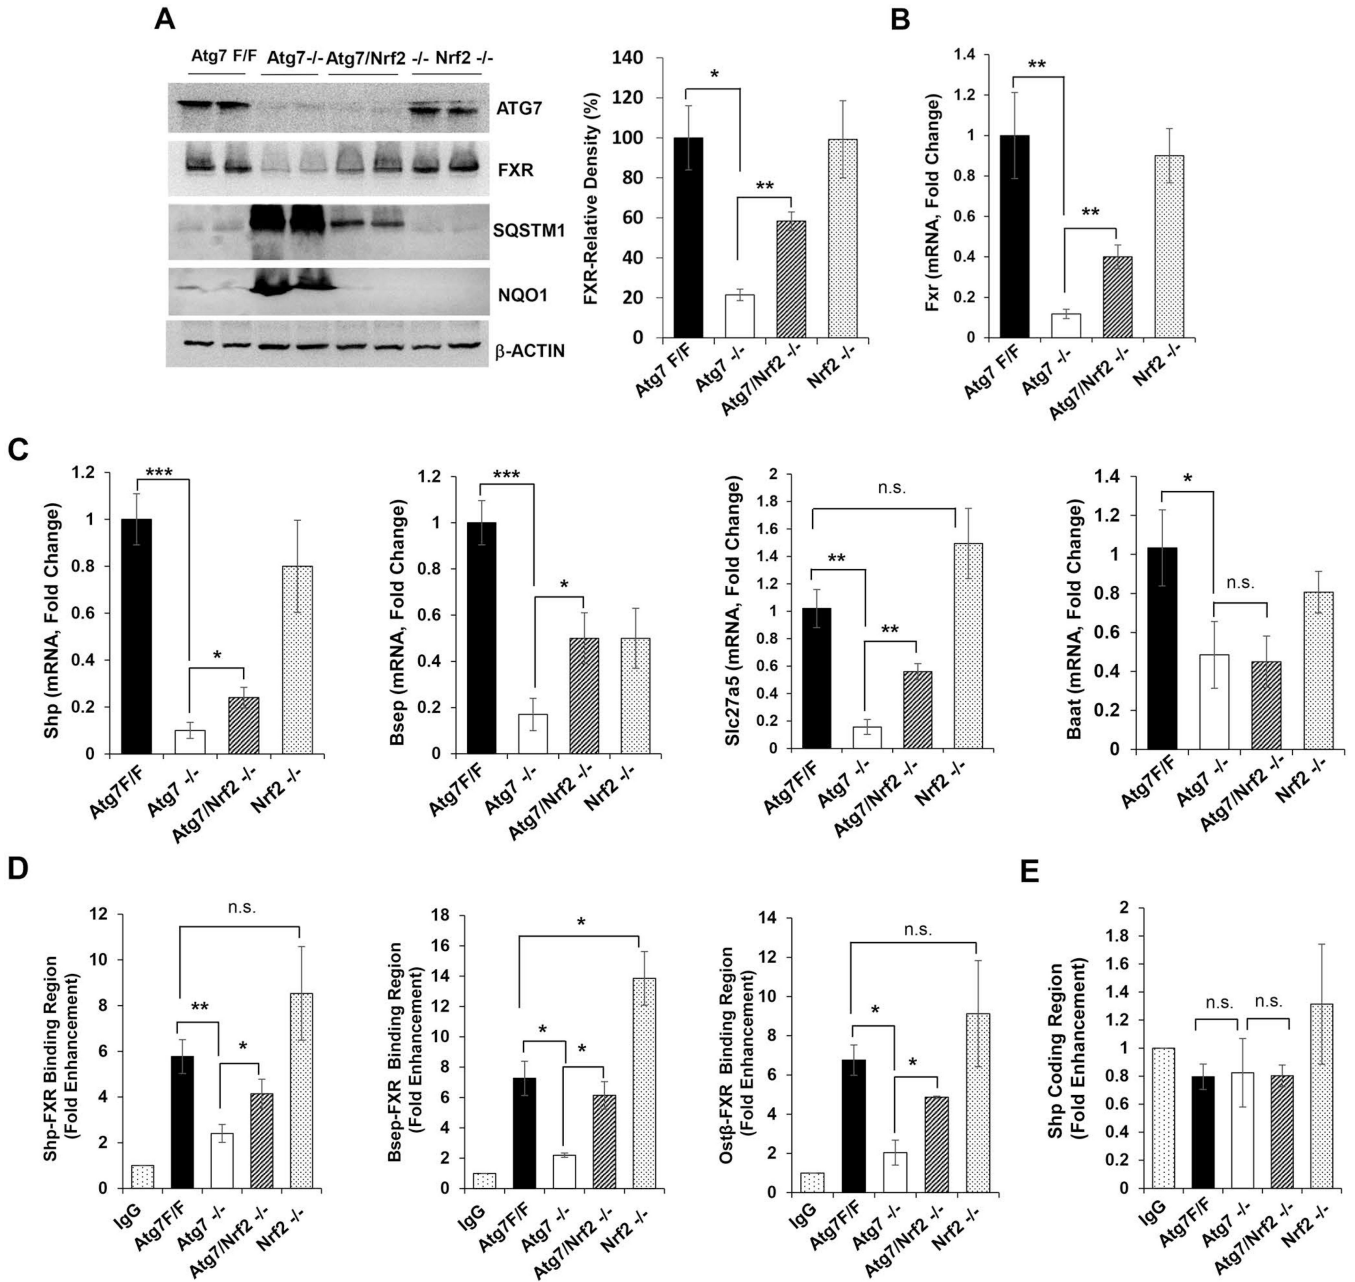 A
Atg7 F/F Atg7-/- Atg7/Nrf2 -/- Nrf2 -/-
ATG7
FXR
SQSTM1
NQO1
β-ACTIN
FXR-Relative Density (%)
140
120
100
80
60
40
20
0
*
**
Atg7 F/F
Atg7 -/-
Atg7/Nrf2 -/-
Nrf2 -/-
B
Fxr (mRNA, Fold Change)
1.4
1.2
1
0.8
0.6
0.4
0.2
0
**
**
Atg7 F/F
Atg7 -/-
Atg7/Nrf2 -/-
Nrf2 -/-
C
Shp (mRNA, Fold Change)
1.2
1
0.8
0.6
0.4
0.2
0
***
*
Atg7F/F
Atg7 -/-
Atg7/Nrf2 -/-
Nrf2 -/-
Bsep (mRNA, Fold Change)
1.2
1
0.8
0.6
0.4
0.2
0
***
*
Atg7F/F
Atg7 -/-
Atg7/Nrf2 -/-
Nrf2 -/-
Slc27a5 (mRNA, Fold Change)
2
1.8
1.6
1.4
1.2
1
0.8
0.6
0.4
0.2
0
n.s.
**
**
Atg7F/F
Atg7 -/-
Atg7/Nrf2 -/-
Nrf2 -/-
Baat (mRNA, Fold Change)
1.4
1.2
1
0.8
0.6
0.4
0.2
0
*
n.s.
Atg7F/F
Atg7 -/-
Atg7/Nrf2 -/-
Nrf2 -/-
D
Shp-FXR Binding Region
(Fold Enhancement)
12
10
8
6
4
2
0
n.s.
**
*
IgG
Atg7F/F
Atg7 -/-
Atg7/Nrf2 -/-
Nrf2 -/-
Bsep-FXR Binding Region
(Fold Enhancement)
18
16
14
12
10
8
6
4
2
0
*
*
*
IgG
Atg7F/F
Atg7 -/-
Atg7/Nrf2 -/-
Nrf2 -/-
Ostβ-FXR Binding Region
(Fold Enhancement)
14
12
10
8
6
4
2
0
n.s.
*
*
IgG
Atg7F/F
Atg7 -/-
Atg7/Nrf2 -/-
Nrf2 -/-
E
Shp Coding Region
(Fold Enhancement)
2
1.8
1.6
1.4
1.2
1
0.8
0.6
0.4
0.2
0
n.s.
n.s.
IgG
Atg7F/F
Atg7 -/-
Atg7/Nrf2 -/-
Nrf2 -/-